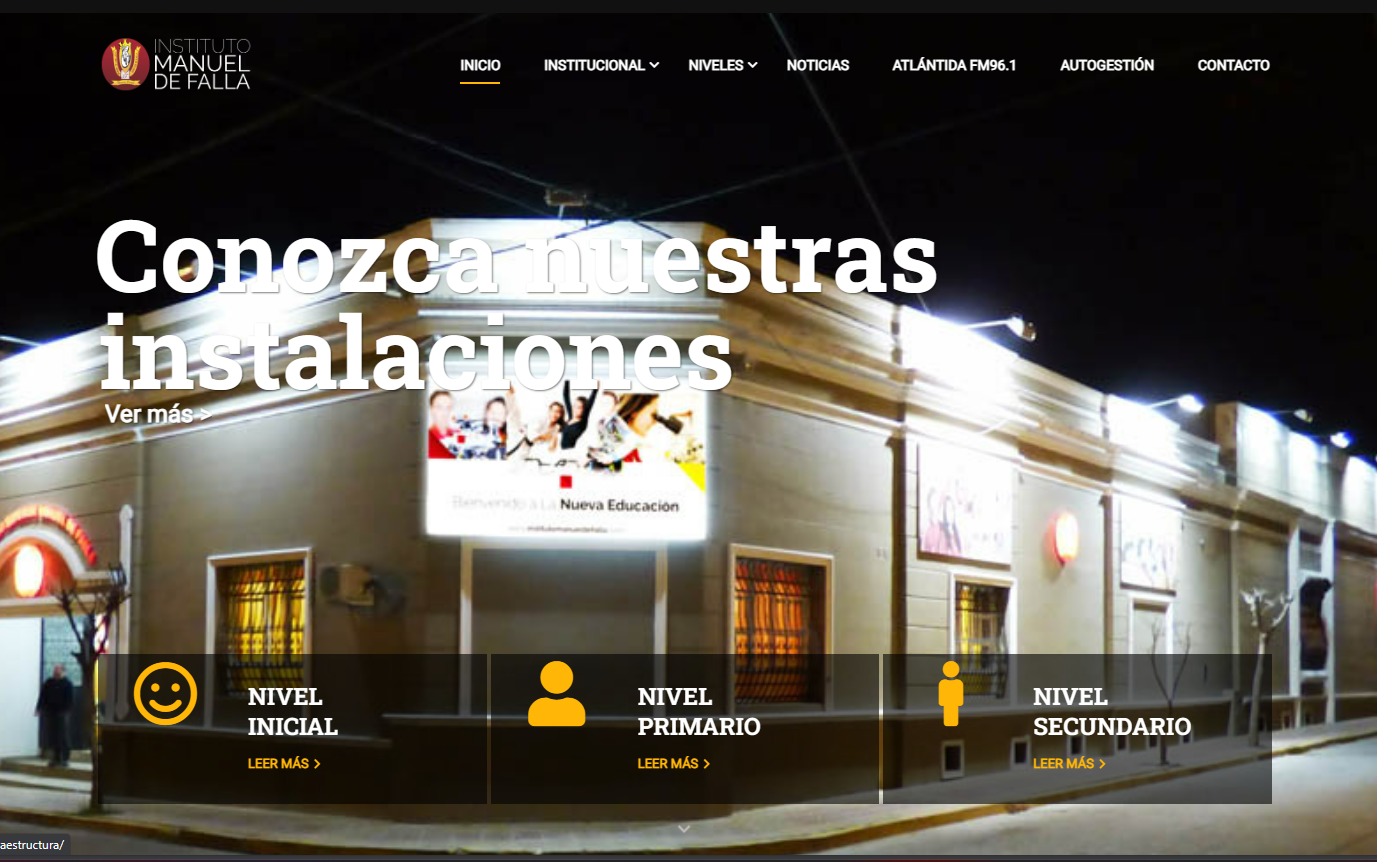 INSTITUTO
MANUEL
DE FALLA
INICIO
INSTITUCIONAL
NIVELES
NOTICIAS
ATLÁNTIDA FM96.1
AUTOGESTIÓN
CONTACTO
Conozca nuestras
instalaciones
Ver más >
Bienvenido a La Nueva Educación
NIVEL
INICIAL
LEER MÁS >
NIVEL
PRIMARIO
LEER MÁS >
NIVEL
SECUNDARIO
LEER MÁS >
aestructura/